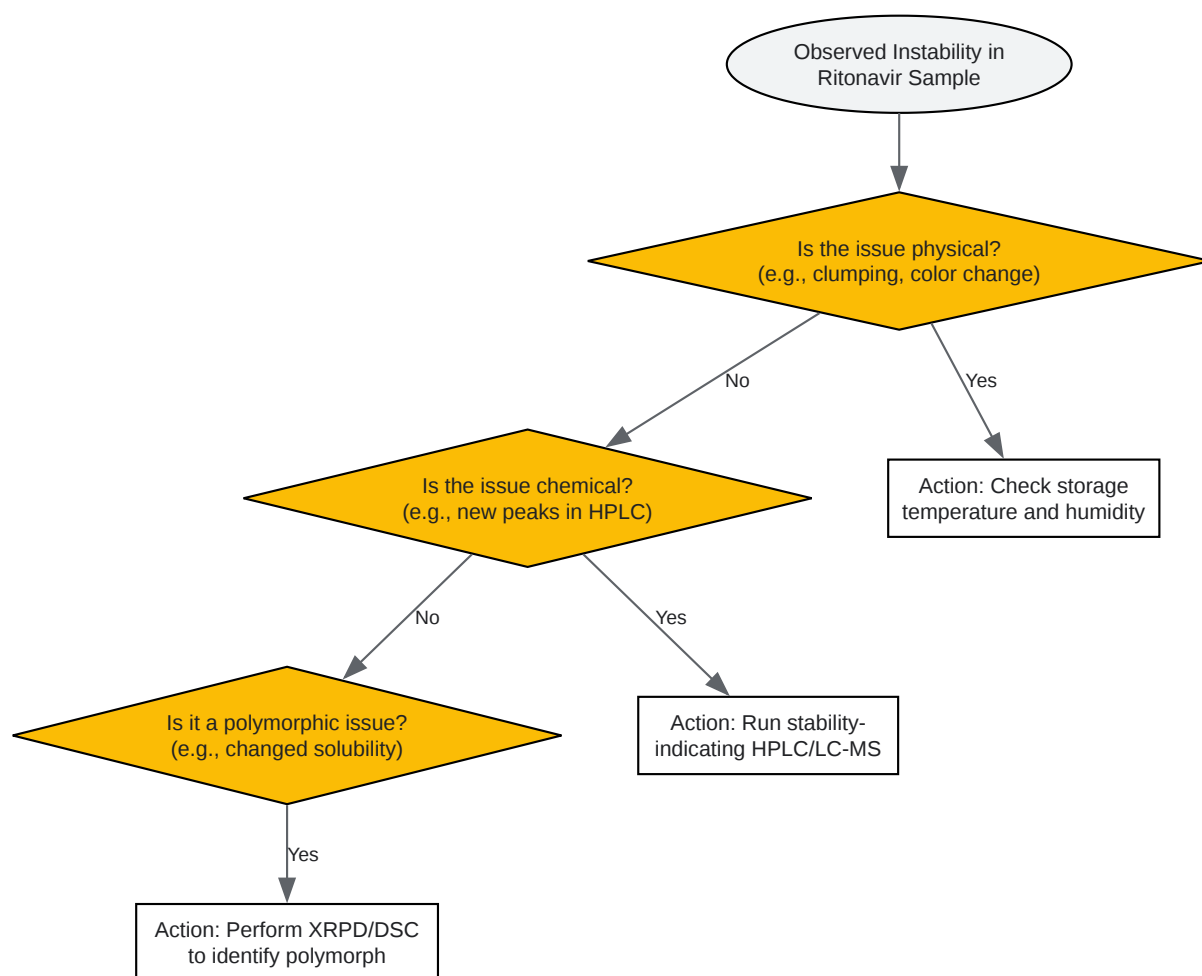 Observed Instability in
Ritonavir Sample
Is the issue physical?
(e.g., clumping, color change)
No
Yes
Is the issue chemical?
(e.g., new peaks in HPLC)
Action: Check storage
temperature and humidity
No
Yes
Is it a polymorphic issue?
(e.g., changed solubility)
Action: Run stability-
indicating HPLC/LC-MS
Yes
Action: Perform XRPD/DSC
to identify polymorph